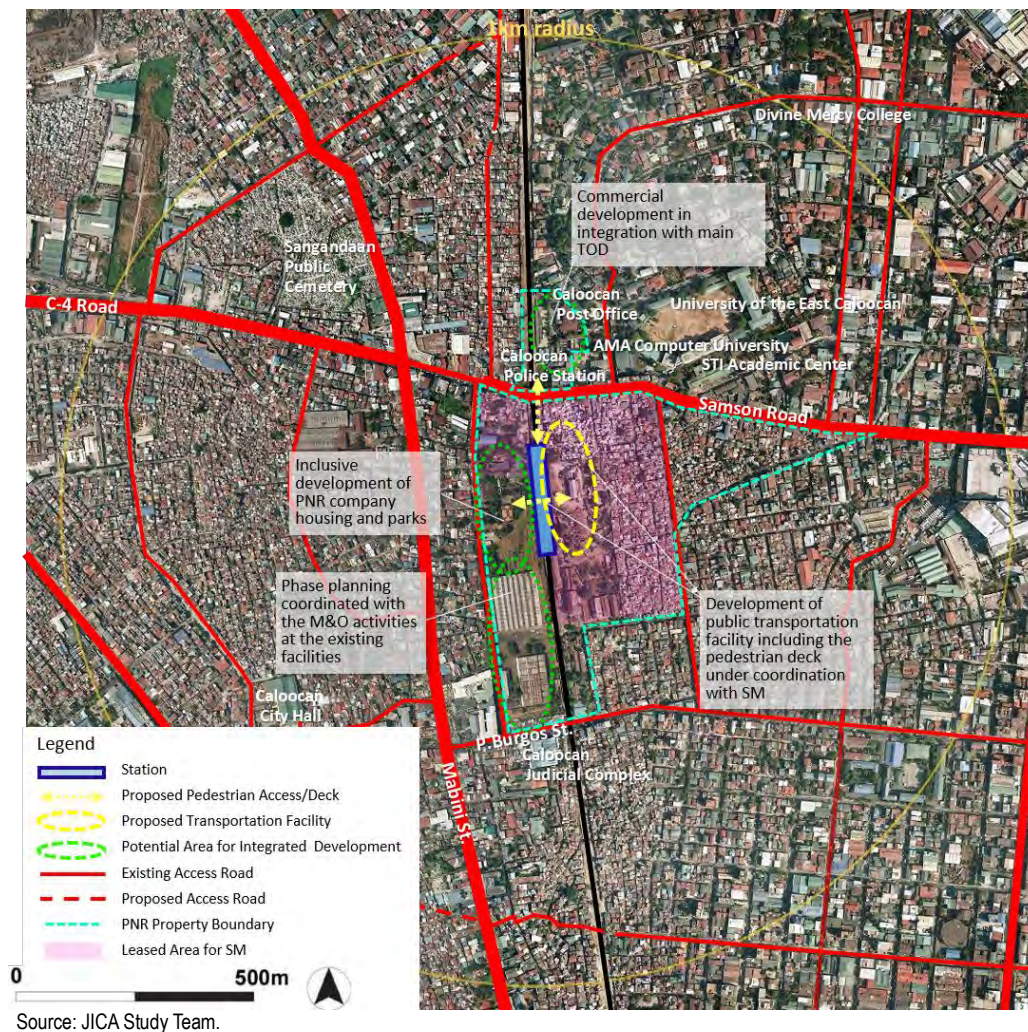 1km radius
Divine Mercy College
Commercial
development in
integration with main
TOD
Sangandaan
Public
Cemetery
C-4 Road
Caloocan
Post Office
University of the East Caloocan
AMA Computer University
STI Academic Center
Caloocan
Police Station
Samson Road
Inclusive
development of
PNR company
housing and parks
Phase planning
coordinated with
the M&O activities
at the existing
facilities
Development of
public transportation
facility including the
pedestrian deck
under coordination
with SM
Caloocan
City Hall
P. Burgos St.
Caloocan
Judicial Complex
Mabini St.
Legend
Station
Proposed Pedestrian Access/Deck
Proposed Transportation Facility
Potential Area for Integrated Development
Existing Access Road
Proposed Access Road
PNR Property Boundary
Leased Area for SM
0 500m
Source: JICA Study Team.